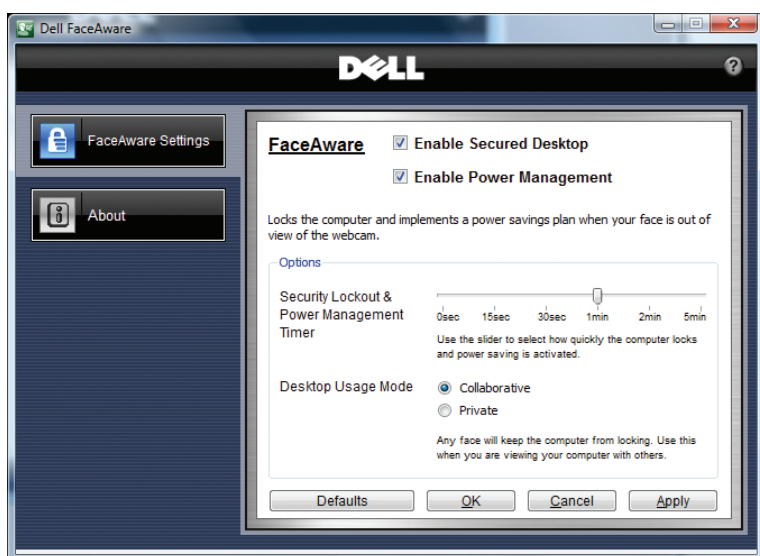 Dell FaceAware
DELL
?
FaceAware Settings
About
FaceAware
Enable Secured Desktop
Enable Power Management
Locks the computer and implements a power savings plan when your face is out of
view of the webcam.
Options
Security Lockout &
Power Management
Timer
0sec 15sec 30sec 1min 2min 5min
Use the slider to select how quickly the computer locks
and power saving is activated.
Desktop Usage Mode
Collaborative
Private
Any face will keep the computer from locking. Use this
when you are viewing your computer with others.
Defaults OK Cancel Apply